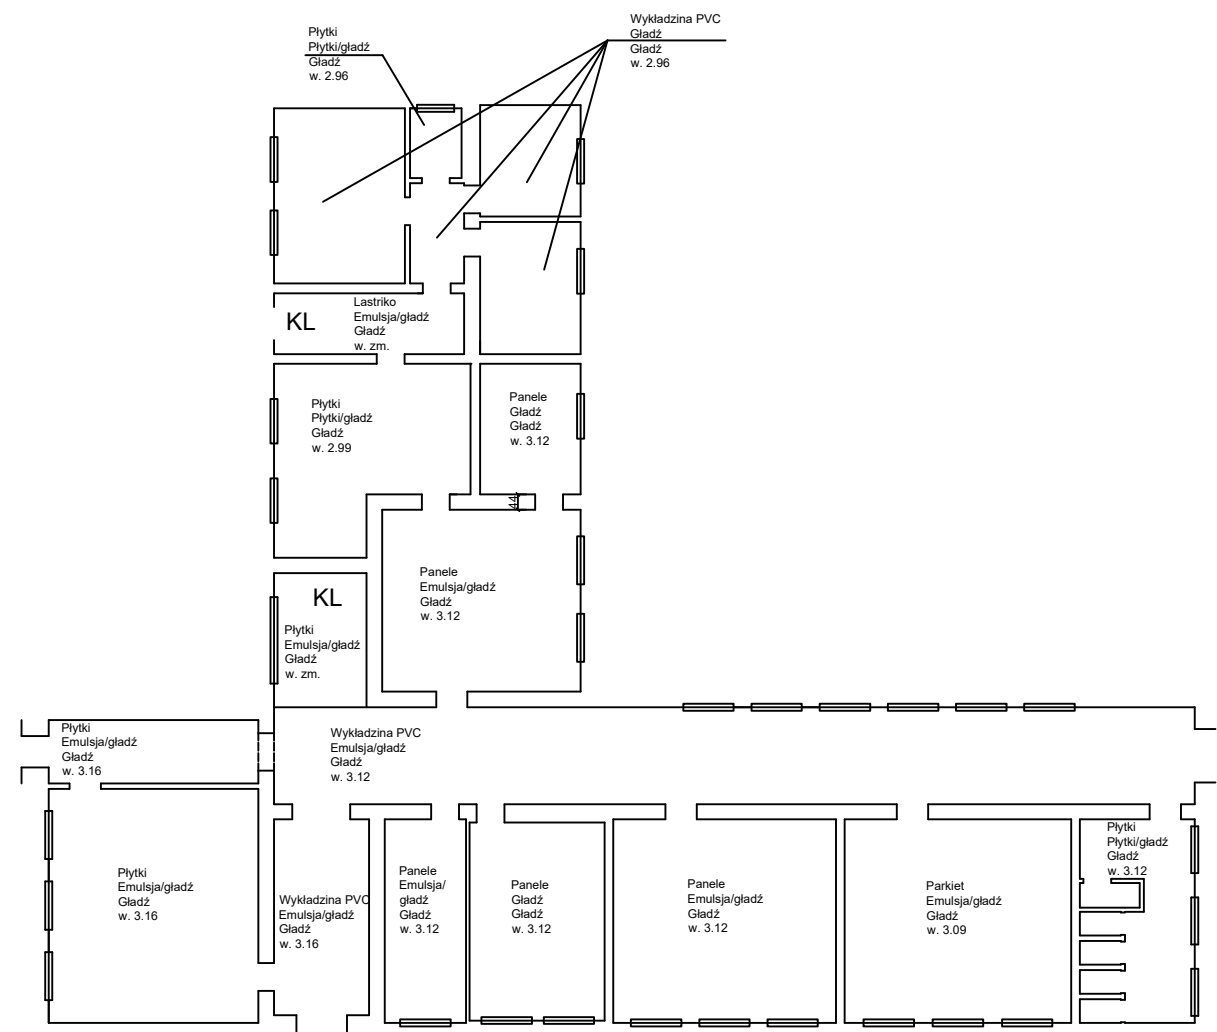 Płytki
Płytki/gładź
Gładź
w. 2.96
Wykładzina PVC
Gładź
Gładź
w. 2.96
KL
Lastriko
Emulsja/gładź
Gładź
w. zm.
Płytki
Płytki/gładź
Gładź
w. 2.99
Panele
Gładź
Gładź
w. 3.12
44
Panele
Emulsja/gładź
Gładź
w. 3.12
KL
Płytki
Emulsja/gładź
Gładź
w. zm.
Płytki
Emulsja/gładź
Gładź
w. 3.16
Wykładzina PVC
Emulsja/gładź
Gładź
w. 3.12
Płytki
Emulsja/gładź
Gładź
w. 3.16
Wykładzina PVC
Emulsja/gładź
Gładź
w. 3.16
Panele
Emulsja/
gładź
Gładź
w. 3.12
Panele
Gładź
Gładź
w. 3.12
Panele
Emulsja/gładź
Gładź
w. 3.12
Parkiet
Emulsja/gładź
Gładź
w. 3.09
Płytki
Płytki/gładź
Gładź
w. 3.12